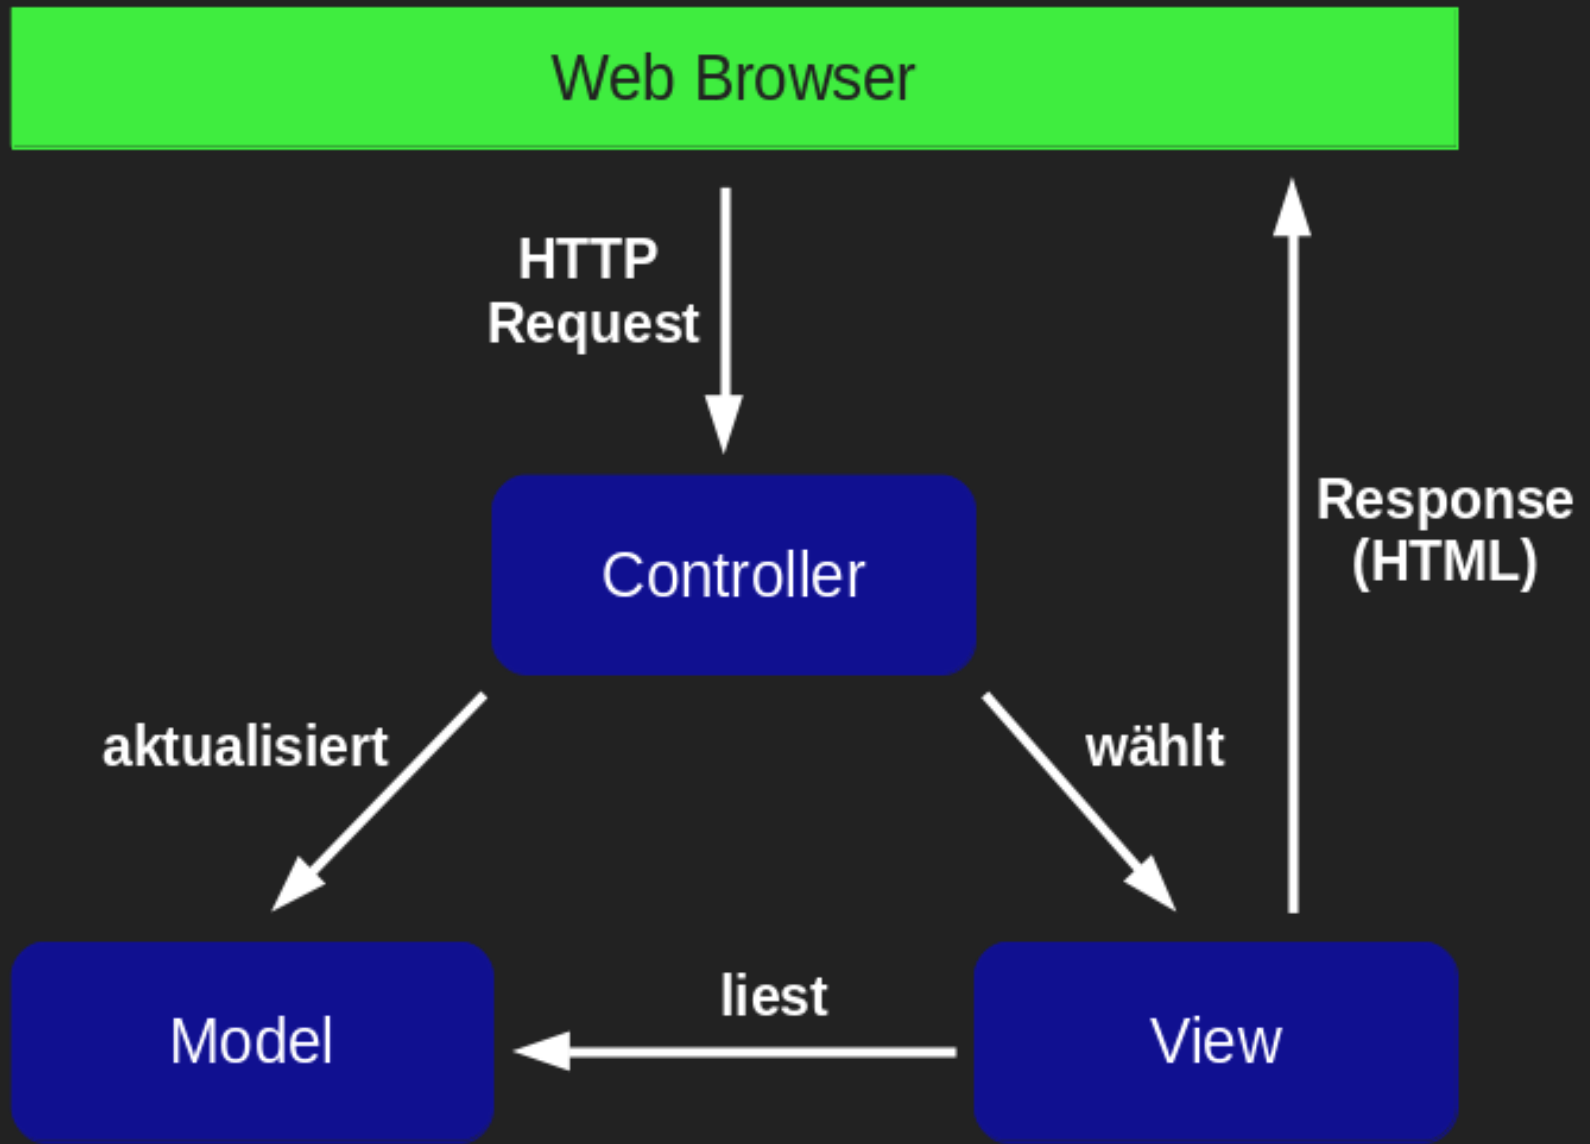 Web Browser
HTTP
Request
Controller
Response
(HTML)
aktualisiert
wählt
liest
Model
View